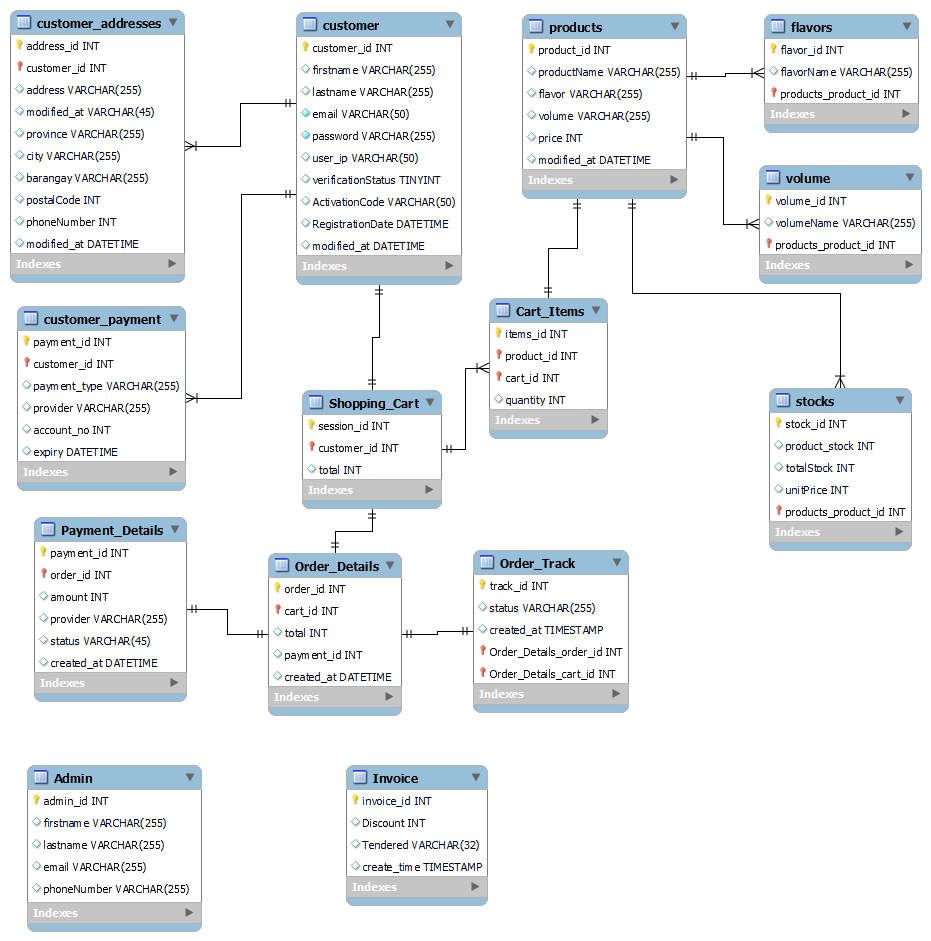 customer_addresses
address_id INT
customer_id INT
address VARCHAR(255)
modified_at VARCHAR(45)
province VARCHAR(255)
city VARCHAR(255)
barangay VARCHAR(255)
postalCode INT
phoneNumber INT
modified_at DATETIME
Indexes
customer
customer_id INT
firstname VARCHAR(255)
lastname VARCHAR(255)
email VARCHAR(50)
password VARCHAR(255)
user_ip VARCHAR(50)
verificationStatus TINYINT
ActivationCode VARCHAR(50)
RegistrationDate DATETIME
modified_at DATETIME
Indexes
products
product_id INT
productName VARCHAR(255)
flavor VARCHAR(255)
volume VARCHAR(255)
price INT
modified_at DATETIME
Indexes
flavors
flavor_id INT
flavorName VARCHAR(255)
products_product_id INT
Indexes
volume
volume_id INT
volumeName VARCHAR(255)
products_product_id INT
Indexes
customer_payment
payment_id INT
customer_id INT
payment_type VARCHAR(255)
provider VARCHAR(255)
account_no INT
expiry DATETIME
Indexes
Shopping_Cart
session_id INT
customer_id INT
total INT
Indexes
Cart_Items
items_id INT
product_id INT
cart_id INT
quantity INT
Indexes
stocks
stock_id INT
product_stock INT
totalStock INT
unitPrice INT
products_product_id INT
Indexes
Payment_Details
payment_id INT
order_id INT
amount INT
provider VARCHAR(255)
status VARCHAR(45)
created_at DATETIME
Indexes
Order_Details
order_id INT
cart_id INT
total INT
payment_id INT
created_at DATETIME
Indexes
Order_Track
track_id INT
status VARCHAR(255)
created_at TIMESTAMP
Order_Details_order_id INT
Order_Details_cart_id INT
Indexes
Admin
admin_id INT
firstname VARCHAR(255)
lastname VARCHAR(255)
email VARCHAR(255)
phoneNumber VARCHAR(255)
Indexes
Invoice
invoice_id INT
Discount INT
Tendered VARCHAR(32)
create_time TIMESTAMP
Indexes